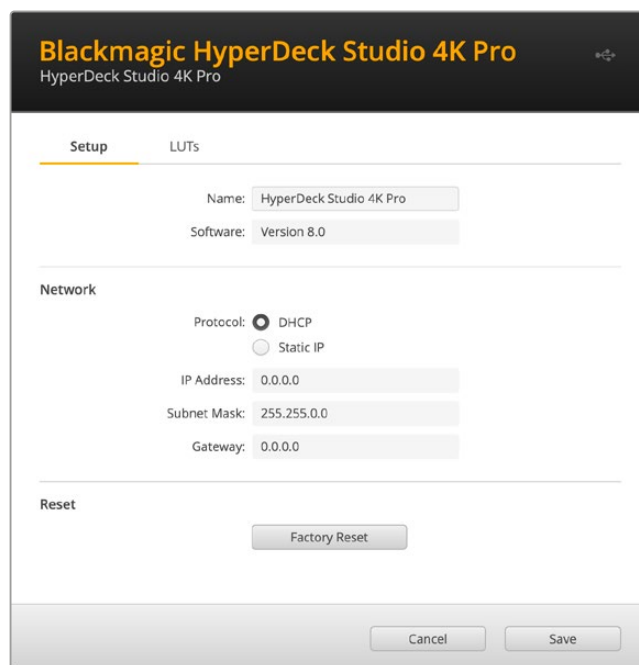 Blackmagic HyperDeck Studio 4K Pro
HyperDeck Studio 4K Pro
Setup LUTs
Name: HyperDeck Studio 4K Pro
Software: Version 8.0
Network
Protocol: DHCP
Static IP
IP Address: 0.0.0.0
Subnet Mask: 255.255.0.0
Gateway: 0.0.0.0
Reset
Factory Reset
Cancel Save